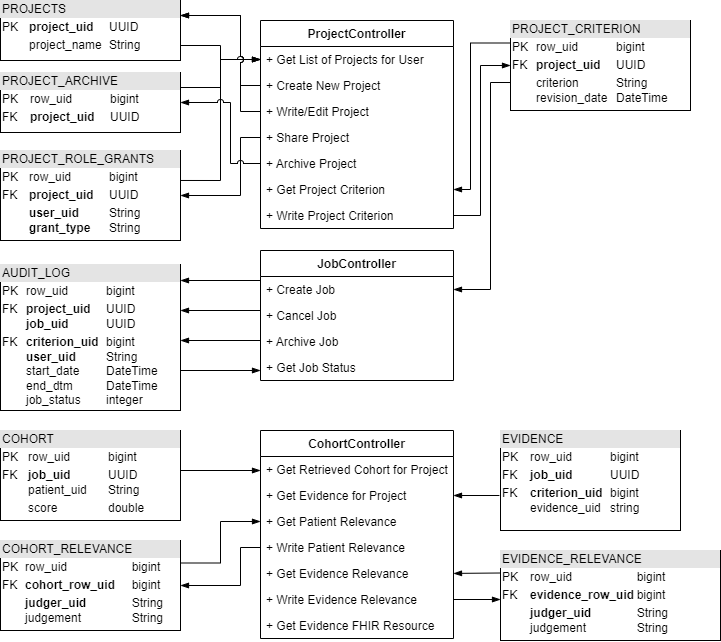 PROJECTS
PK project_uid UUID
project_name String
PROJECT_ARCHIVE
PK row_uid bigint
FK project_uid UUID
PROJECT_ROLE_GRANTS
PK row_uid bigint
FK project_uid UUID
user_uid String
grant_type String
ProjectController
+ Get List of Projects for User
+ Create New Project
+ Write/Edit Project
+ Share Project
+ Archive Project
+ Get Project Criterion
+ Write Project Criterion
PROJECT_CRITERION
PK row_uid bigint
FK project_uid UUID
criterion String
revision_date DateTime
AUDIT_LOG
PK row_uid bigint
FK project_uid UUID
job_uid UUID
FK criterion_uid bigint
user_uid String
start_date DateTime
end_dtm DateTime
job_status integer
JobController
+ Create Job
+ Cancel Job
+ Archive Job
+ Get Job Status
COHORT
PK row_uid bigint
FK job_uid UUID
patient_uid String
score double
COHORT_RELEVANCE
PK row_uid bigint
FK cohort_row_uid bigint
judger_uid String
judgement String
CohortController
+ Get Retrieved Cohort for Project
+ Get Evidence for Project
+ Get Patient Relevance
+ Write Patient Relevance
+ Get Evidence Relevance
+ Write Evidence Relevance
+ Get Evidence FHIR Resource
EVIDENCE
PK row_uid bigint
FK job_uid UUID
FK criterion_uid bigint
evidence_uid string
EVIDENCE_RELEVANCE
PK row_uid bigint
FK evidence_row_uid bigint
judger_uid String
judgement String